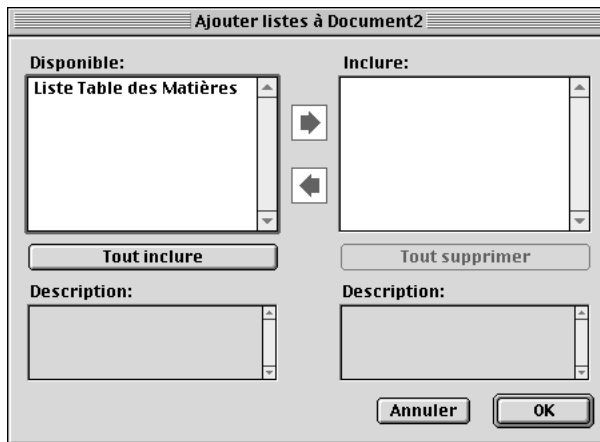 Ajouter listes à Document2
Disponible:
Inclure:
Liste Table des Matières
Tout inclure
Tout supprimer
Description:
Description:
Annuler
OK